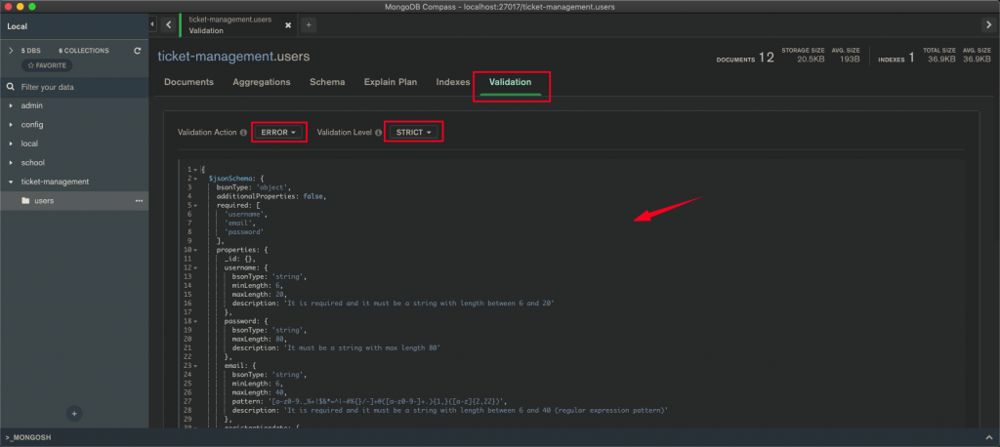 MongoDB Compass - localhost:27017/ticket-management.users
Local
5 DBS 6 COLLECTIONS
FAVORITE
Filter your data
admin
config
local
school
ticket-management
users
>_MONGOSH
ticket-management.users
Validation
ticket-management.users
DOCUMENTS 12
STORAGE SIZE
20.5KB
AVG. SIZE
193B
INDEXES 1
TOTAL SIZE
36.9KB
AVG. SIZE
36.9KB
Documents Aggregations Schema Explain Plan Indexes Validation
Validation Action ERROR Validation Level STRICT
1 {
2 $jsonSchema: {
3 bsonType: 'object',
4 additionalProperties: false,
5 required: [
6 'username',
7 'email',
8 'password'
9 ],
10 properties: {
11 _id: {},
12 username: {
13 bsonType: 'string',
14 minLength: 6,
15 maxLength: 20,
16 description: 'It is required and it must be a string with length between 6 and 20'
17 },
18 password: {
19 bsonType: 'string',
20 maxLength: 80,
21 description: 'It must be a string with max length 80'
22 },
23 email: {
24 bsonType: 'string',
25 minLength: 6,
26 maxLength: 40,
27 pattern:
28 description: 'It is required and it must be a string with length between 6 and 40 (regular expression pattern)'
29 },
30 registrationdate: {